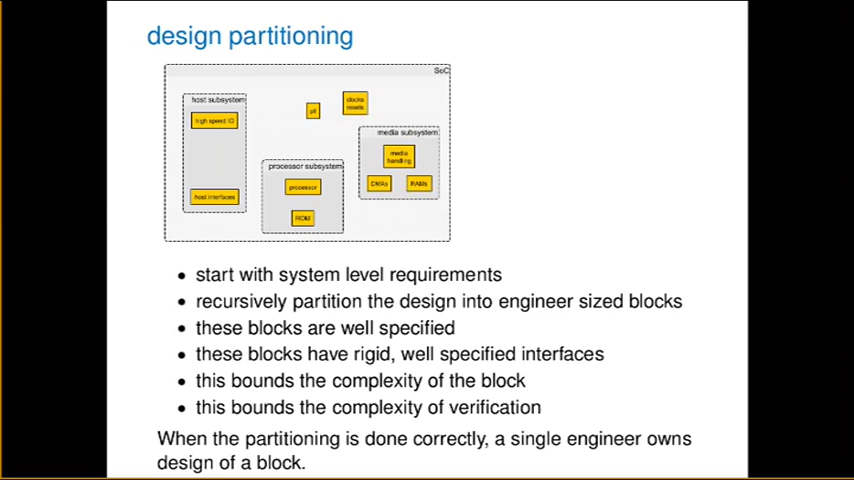 design partitioning
SoC
host subsystem
high speed IO
pll
clocks
resets
media subsystem
media
handling
processor subsystem
processor
DMAs
RAMs
host interfaces
ROM
• start with system level requirements
• recursively partition the design into engineer sized blocks
• these blocks are well specified
• these blocks have rigid, well specified interfaces
• this bounds the complexity of the block
• this bounds the complexity of verification
When the partitioning is done correctly, a single engineer owns
design of a block.